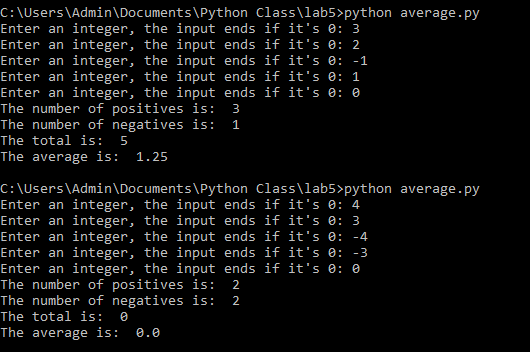 C:\Users\Admin\Documents\Python Class\lab5>python average.py
Enter an integer, the input ends if it's 0: 3
Enter an integer, the input ends if it's 0: 2
Enter an integer, the input ends if it's 0: -1
Enter an integer, the input ends if it's 0: 1
Enter an integer, the input ends if it's 0: 0
The number of positives is:  3
The number of negatives is:  1
The total is:  5
The average is:  1.25
C:\Users\Admin\Documents\Python Class\lab5>python average.py
Enter an integer, the input ends if it's 0: 4
Enter an integer, the input ends if it's 0: 3
Enter an integer, the input ends if it's 0: -4
Enter an integer, the input ends if it's 0: -3
Enter an integer, the input ends if it's 0: 0
The number of positives is:  2
The number of negatives is:  2
The total is:  0
The average is:  0.0